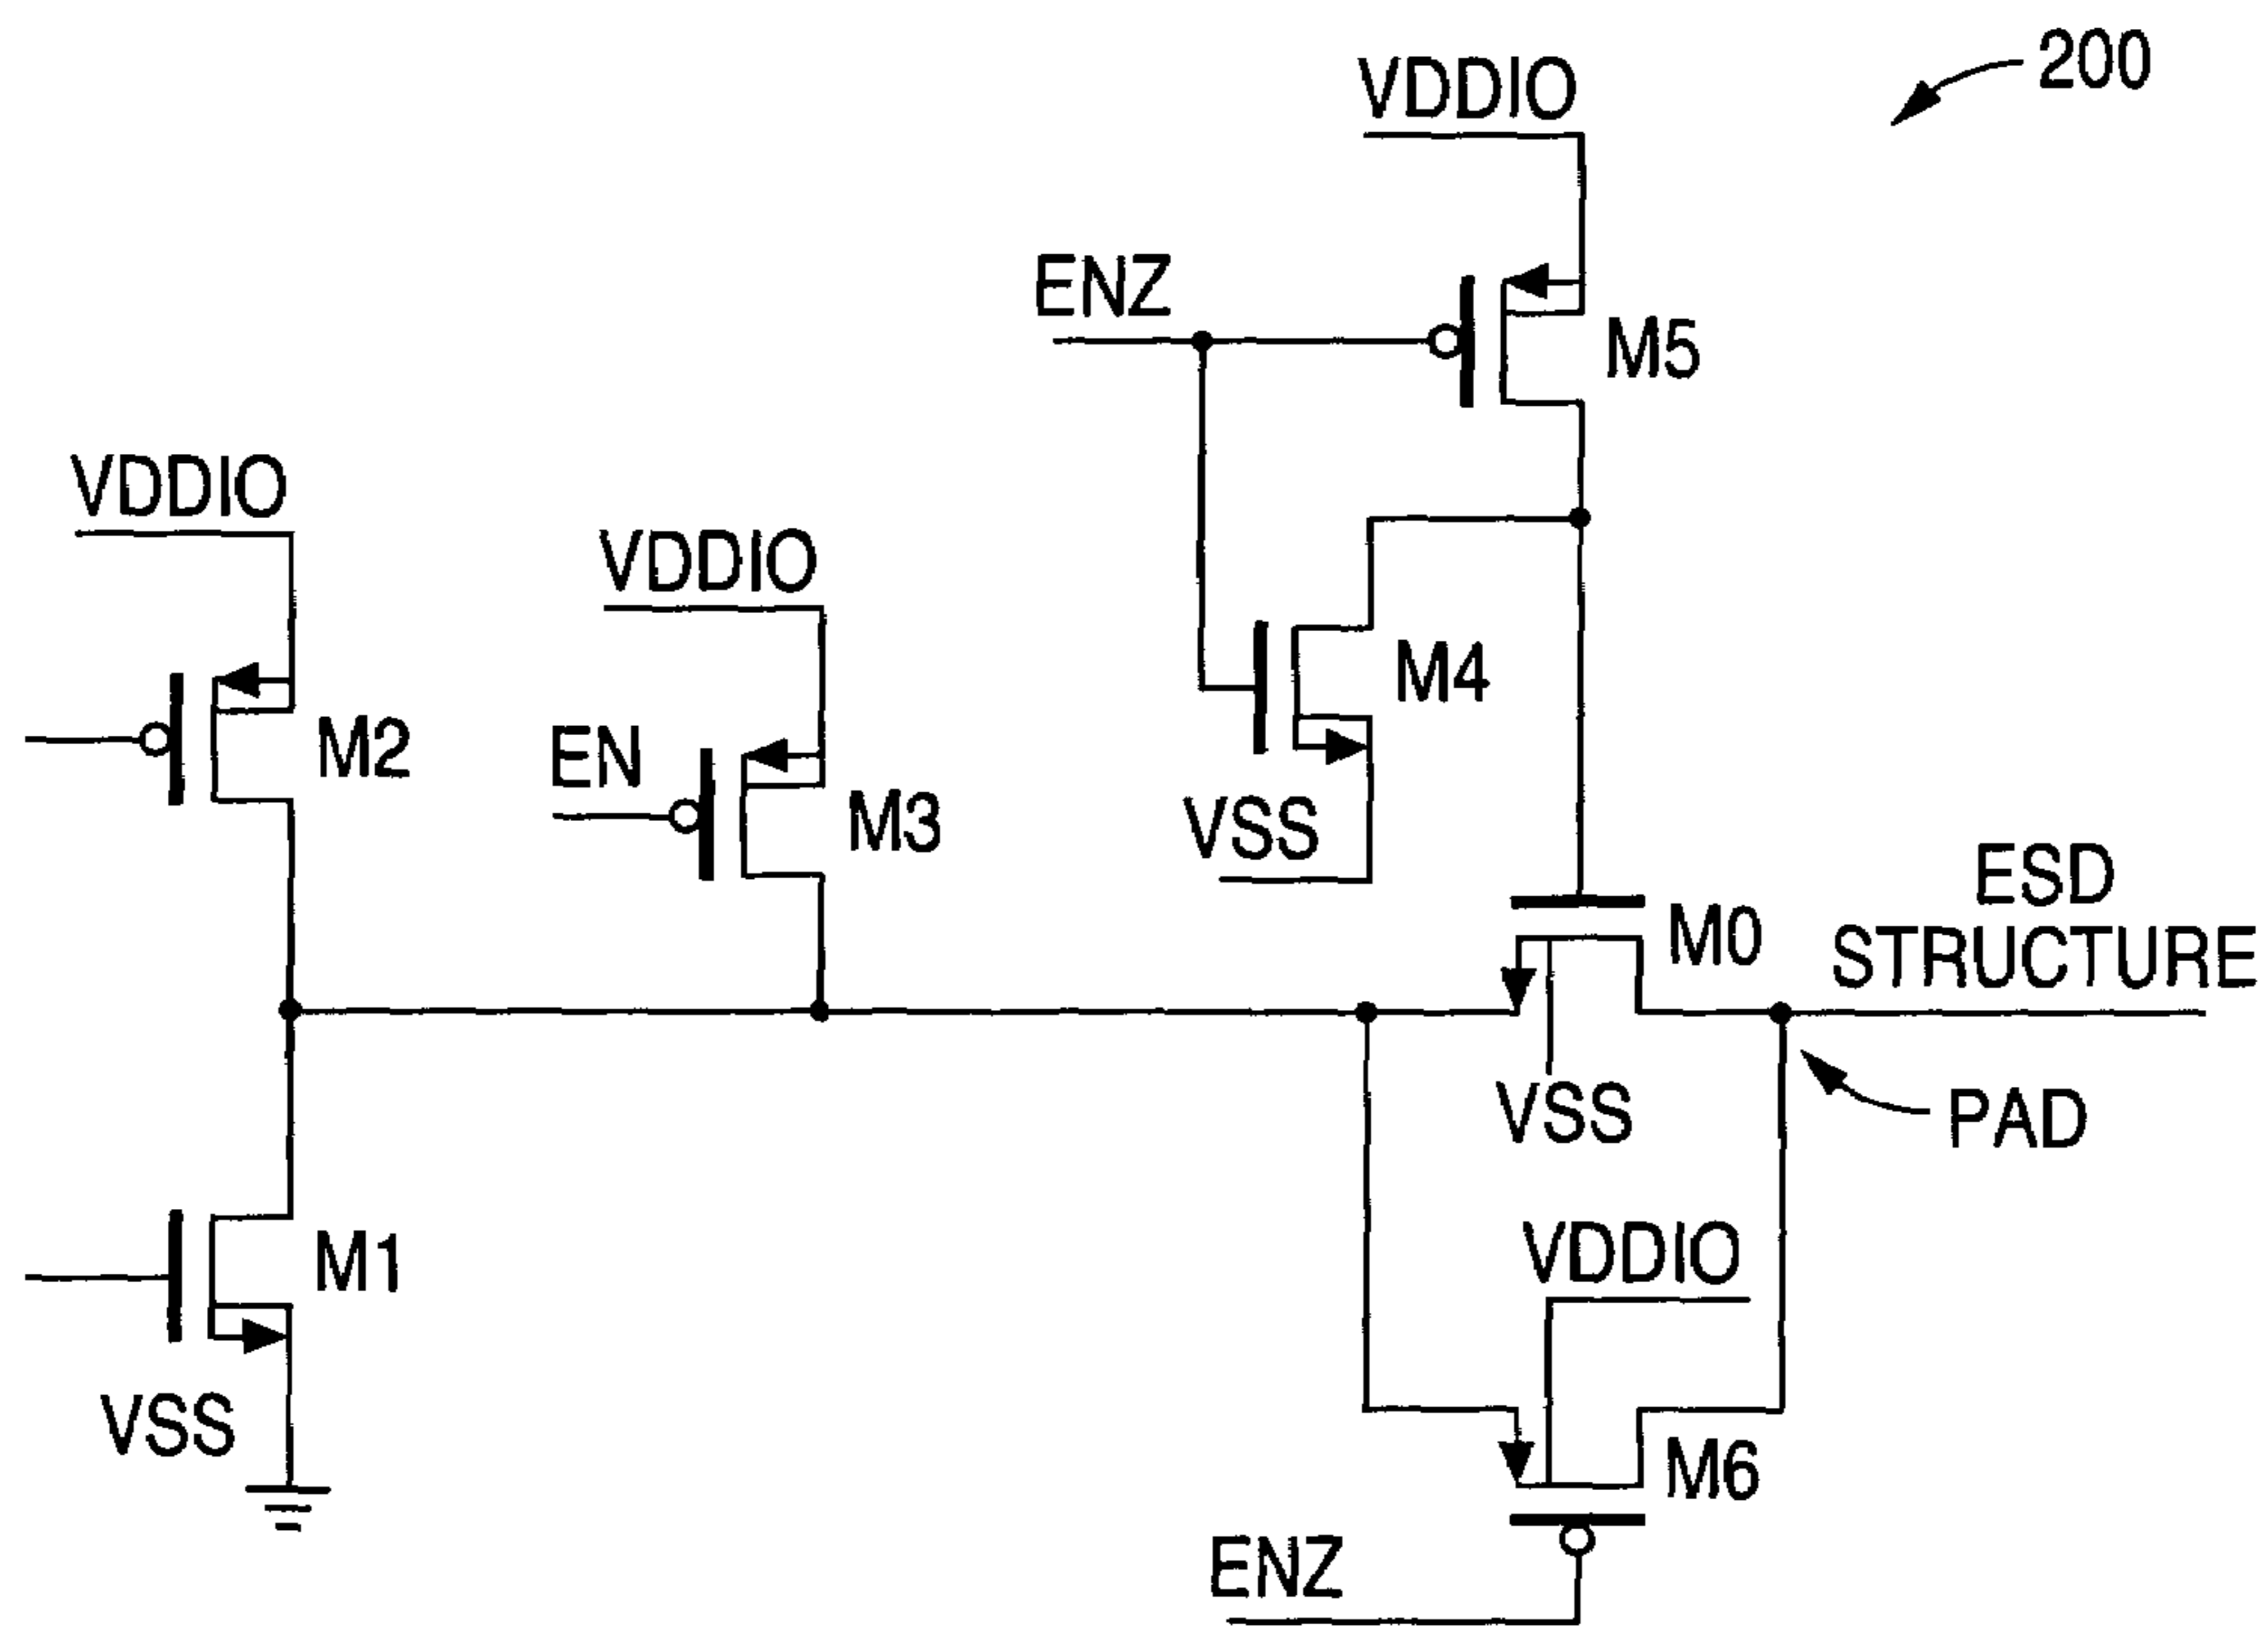 200
VDDIO
ENZ
M5
VDDIO
VDDIO
M4
M2
EN
M3
VSS
ESD
STRUCTURE
M0
VSS
PAD
M1
VDDIO
VSS
M6
ENZ